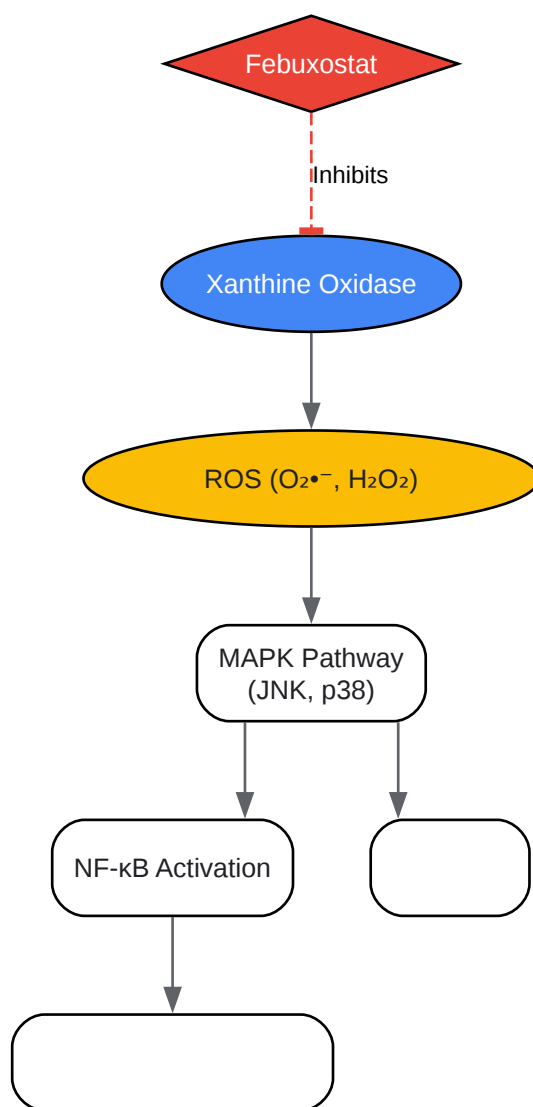 Febuxostat
Inhibits
Xanthine Oxidase
ROS (O₂•⁻, H₂O₂)
MAPK Pathway
(JNK, p38)
NF-κB Activation